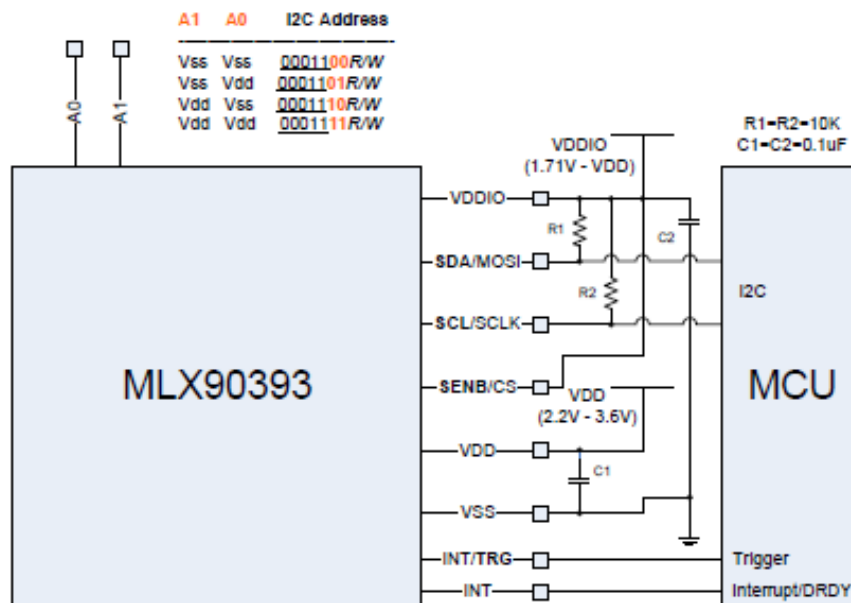 A1 A0 I2C Address
Vss Vss 0001100R/W
Vss Vdd 0001101R/W
Vdd Vss 0001110R/W
Vdd Vdd 0001111R/W
A0
A1
R1=R2=10K
C1=C2=0.1uF
VDDIO
(1.71V - VDD)
VDDIO
R1
C2
SDA/MOSI
R2
I2C
SCL/SCLK
MLX90393
MCU
SENB/CS
VDD
(2.2V - 3.6V)
VDD
C1
VSS
INT/TRG
Trigger
INT
Interrupt/DRDY